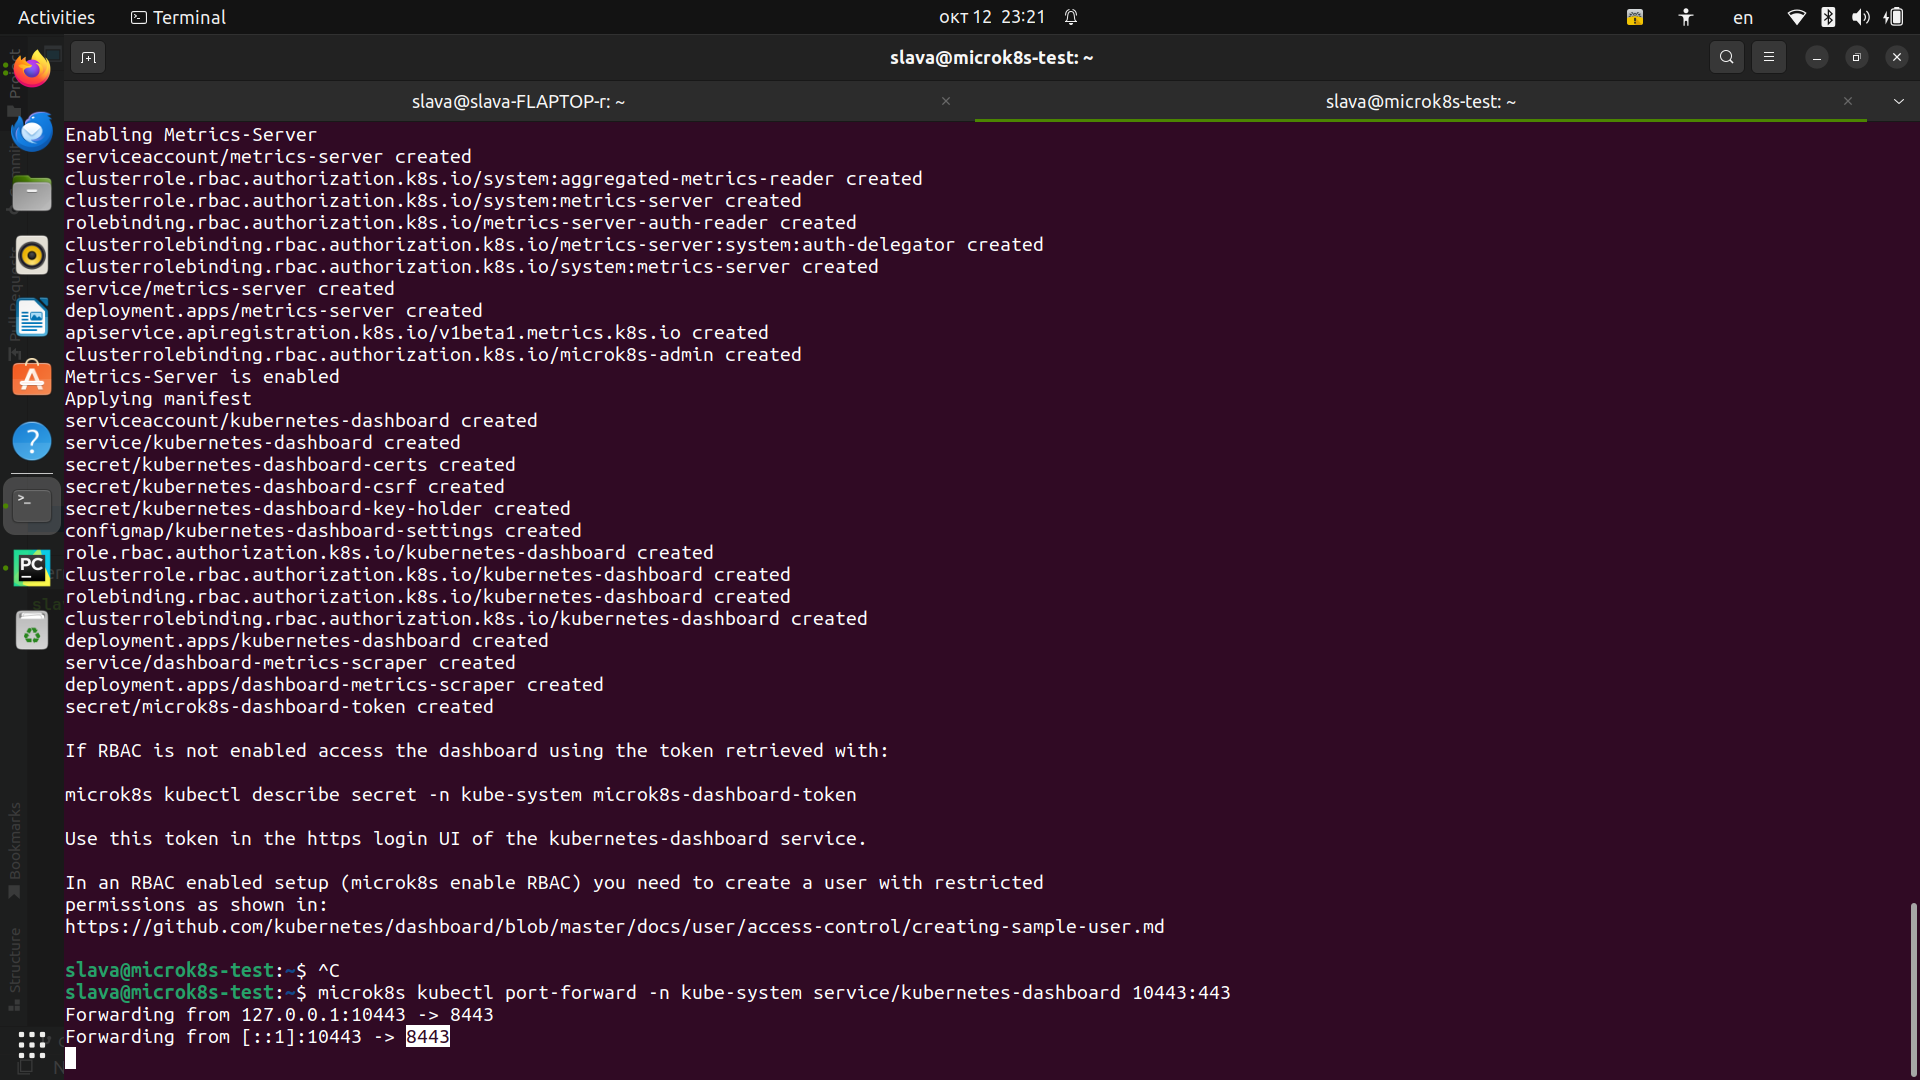 Activities
Terminal
окт 12 23:21
en
slava@microk8s-test: ~
slava@slava-FLAPTOP-r: ~
slava@microk8s-test: ~
Enabling Metrics-Server
serviceaccount/metrics-server created
clusterrole.rbac.authorization.k8s.io/system:aggregated-metrics-reader created
clusterrole.rbac.authorization.k8s.io/system:metrics-server created
rolebinding.rbac.authorization.k8s.io/metrics-server-auth-reader created
clusterrolebinding.rbac.authorization.k8s.io/metrics-server:system:auth-delegator created
clusterrolebinding.rbac.authorization.k8s.io/system:metrics-server created
service/metrics-server created
deployment.apps/metrics-server created
apiservice.apiregistration.k8s.io/v1beta1.metrics.k8s.io created
clusterrolebinding.rbac.authorization.k8s.io/microk8s-admin created
Metrics-Server is enabled
Applying manifest
serviceaccount/kubernetes-dashboard created
service/kubernetes-dashboard created
secret/kubernetes-dashboard-certs created
secret/kubernetes-dashboard-csrf created
secret/kubernetes-dashboard-key-holder created
configmap/kubernetes-dashboard-settings created
role.rbac.authorization.k8s.io/kubernetes-dashboard created
clusterrole.rbac.authorization.k8s.io/kubernetes-dashboard created
rolebinding.rbac.authorization.k8s.io/kubernetes-dashboard created
clusterrolebinding.rbac.authorization.k8s.io/kubernetes-dashboard created
deployment.apps/kubernetes-dashboard created
service/dashboard-metrics-scraper created
deployment.apps/dashboard-metrics-scraper created
secret/microk8s-dashboard-token created
If RBAC is not enabled access the dashboard using the token retrieved with:
microk8s kubectl describe secret -n kube-system microk8s-dashboard-token
Use this token in the https login UI of the kubernetes-dashboard service.
In an RBAC enabled setup (microk8s enable RBAC) you need to create a user with restricted
permissions as shown in:
https://github.com/kubernetes/dashboard/blob/master/docs/user/access-control/creating-sample-user.md
slava@microk8s-test:~$ ^C
slava@microk8s-test:~$ microk8s kubectl port-forward -n kube-system service/kubernetes-dashboard 10443:443
Forwarding from 127.0.0.1:10443 -> 8443
Forwarding from [::1]:10443 -> 8443
PC
Bookmarks
Structure